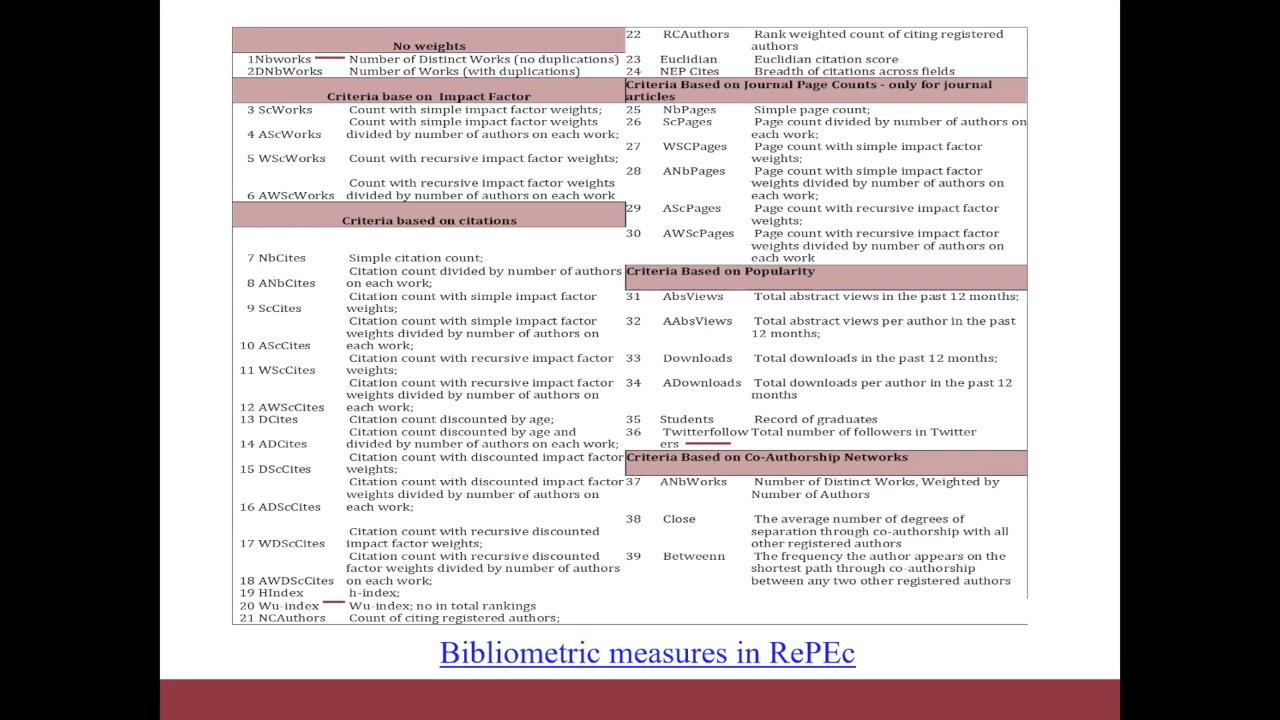 No weights
1Nbworks Number of Distinct Works (no duplications)
2DNbWorks Number of Works (with duplications)
Criteria base on Impact Factor
3 ScWorks Count with simple impact factor weights;
Count with simple impact factor weights
4 AScWorks divided by number of authors on each work;
5 WScWorks Count with recursive impact factor weights;
Count with recursive impact factor weights
6 AWScWorks divided by number of authors on each work
Criteria based on citations
7 NbCites Simple citation count;
Citation count divided by number of authors
8 ANbCites on each work;
Citation count with simple impact factor
9 ScCites weights;
Citation count with simple impact factor
weights divided by number of authors on
10 AScCites each work;
Citation count with recursive impact factor
11 WScCites weights;
Citation count with recursive impact factor
weights divided by number of authors on
12 AWScCites each work;
13 DCites Citation count discounted by age;
Citation count discounted by age and
14 ADCites divided by number of authors on each work;
Citation count with discounted impact factor
15 DScCites weights;
Citation count with discounted impact factor
weights divided by number of authors on
16 ADScCites each work;
Citation count with recursive discounted
17 WDScCites impact factor weights;
Citation count with recursive discounted
factor weights divided by number of authors
18 AWDScCites on each work;
19 HIndex h-index;
20 Wu-index Wu-index; no in total rankings
21 NCAuthors Count of citing registered authors;
22 RCAuthors Rank weighted count of citing registered
authors
23 Euclidian Euclidian citation score
24 NEP Cites Breadth of citations across fields
Criteria Based on Journal Page Counts - only for journal
articles
25 NbPages Simple page count;
26 ScPages Page count divided by number of authors on
each work;
27 WSCPages Page count with simple impact factor
weights;
28 ANbPages Page count with simple impact factor
weights divided by number of authors on
each work;
29 AScPages Page count with recursive impact factor
weights;
30 AWScPages Page count with recursive impact factor
weights divided by number of authors on
each work
Criteria Based on Popularity
31 AbsViews Total abstract views in the past 12 months;
32 AAbsViews Total abstract views per author in the past
12 months;
33 Downloads Total downloads in the past 12 months;
34 ADownloads Total downloads per author in the past 12
months
35 Students Record of graduates
36 Twitterfollow Total number of followers in Twitter
ers
Criteria Based on Co-Authorship Networks
37 ANbWorks Number of Distinct Works, Weighted by
Number of Authors
38 Close The average number of degrees of
separation through co-authorship with all
other registered authors
39 Betweenn The frequency the author appears on the
shortest path through co-authorship
between any two other registered authors
Bibliometric measures in RePEc